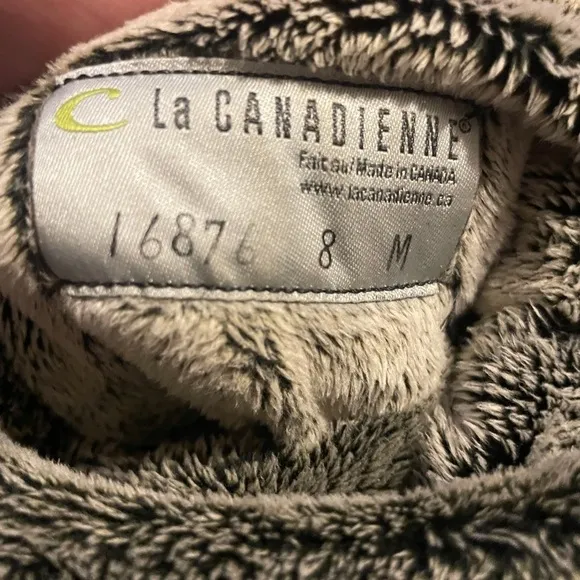 La CANADIENNE®
Fait au/Made in CANADA
www.lacanadienne.ca
16876 8 M